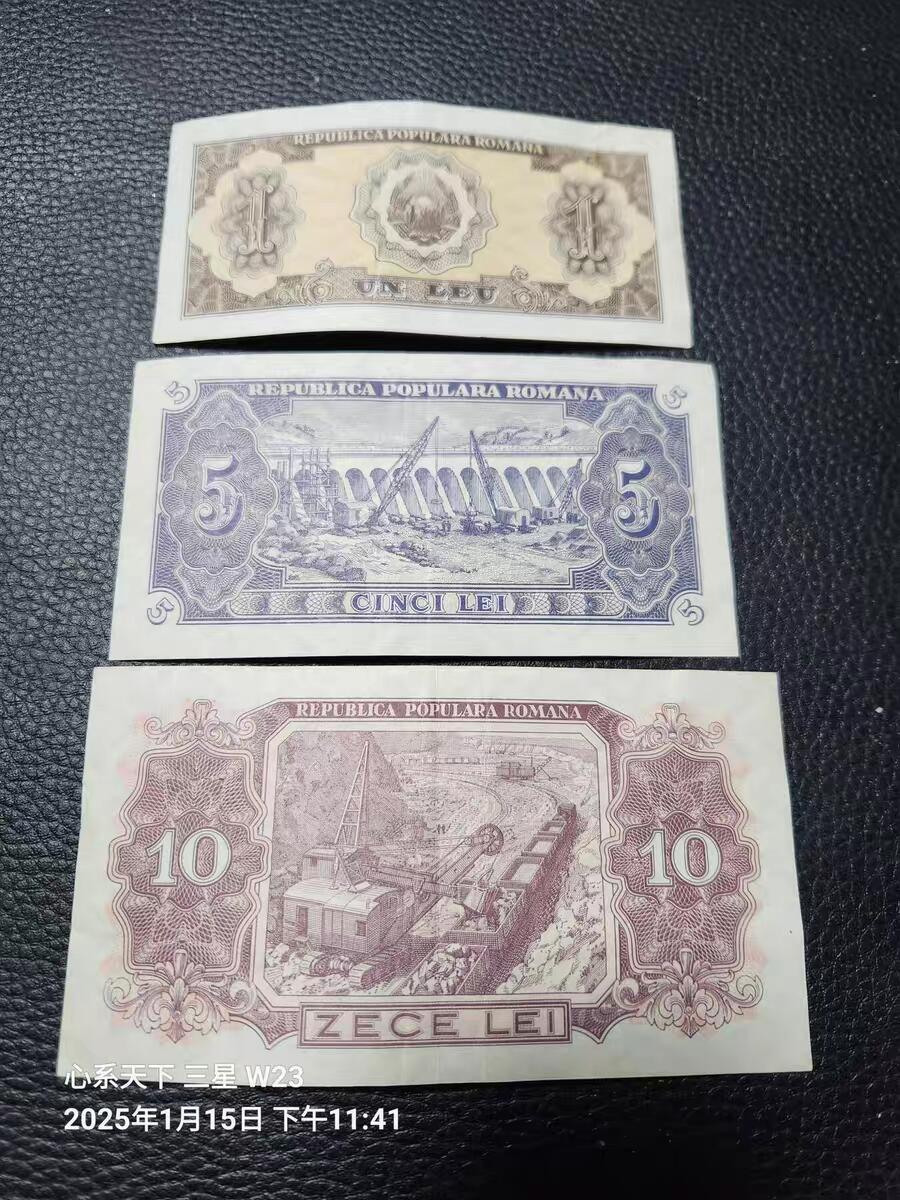 REPUBLICA POPULARA ROMANA
1 1
UN LEU
5 5
REPUBLICA POPULARA ROMANA
5 5
5 5
CINCI LEI
REPUBLICA POPULARA ROMANA
10 10
ZECE LEI
心系天下 三星 W23
2025年1月15日 下午11:41